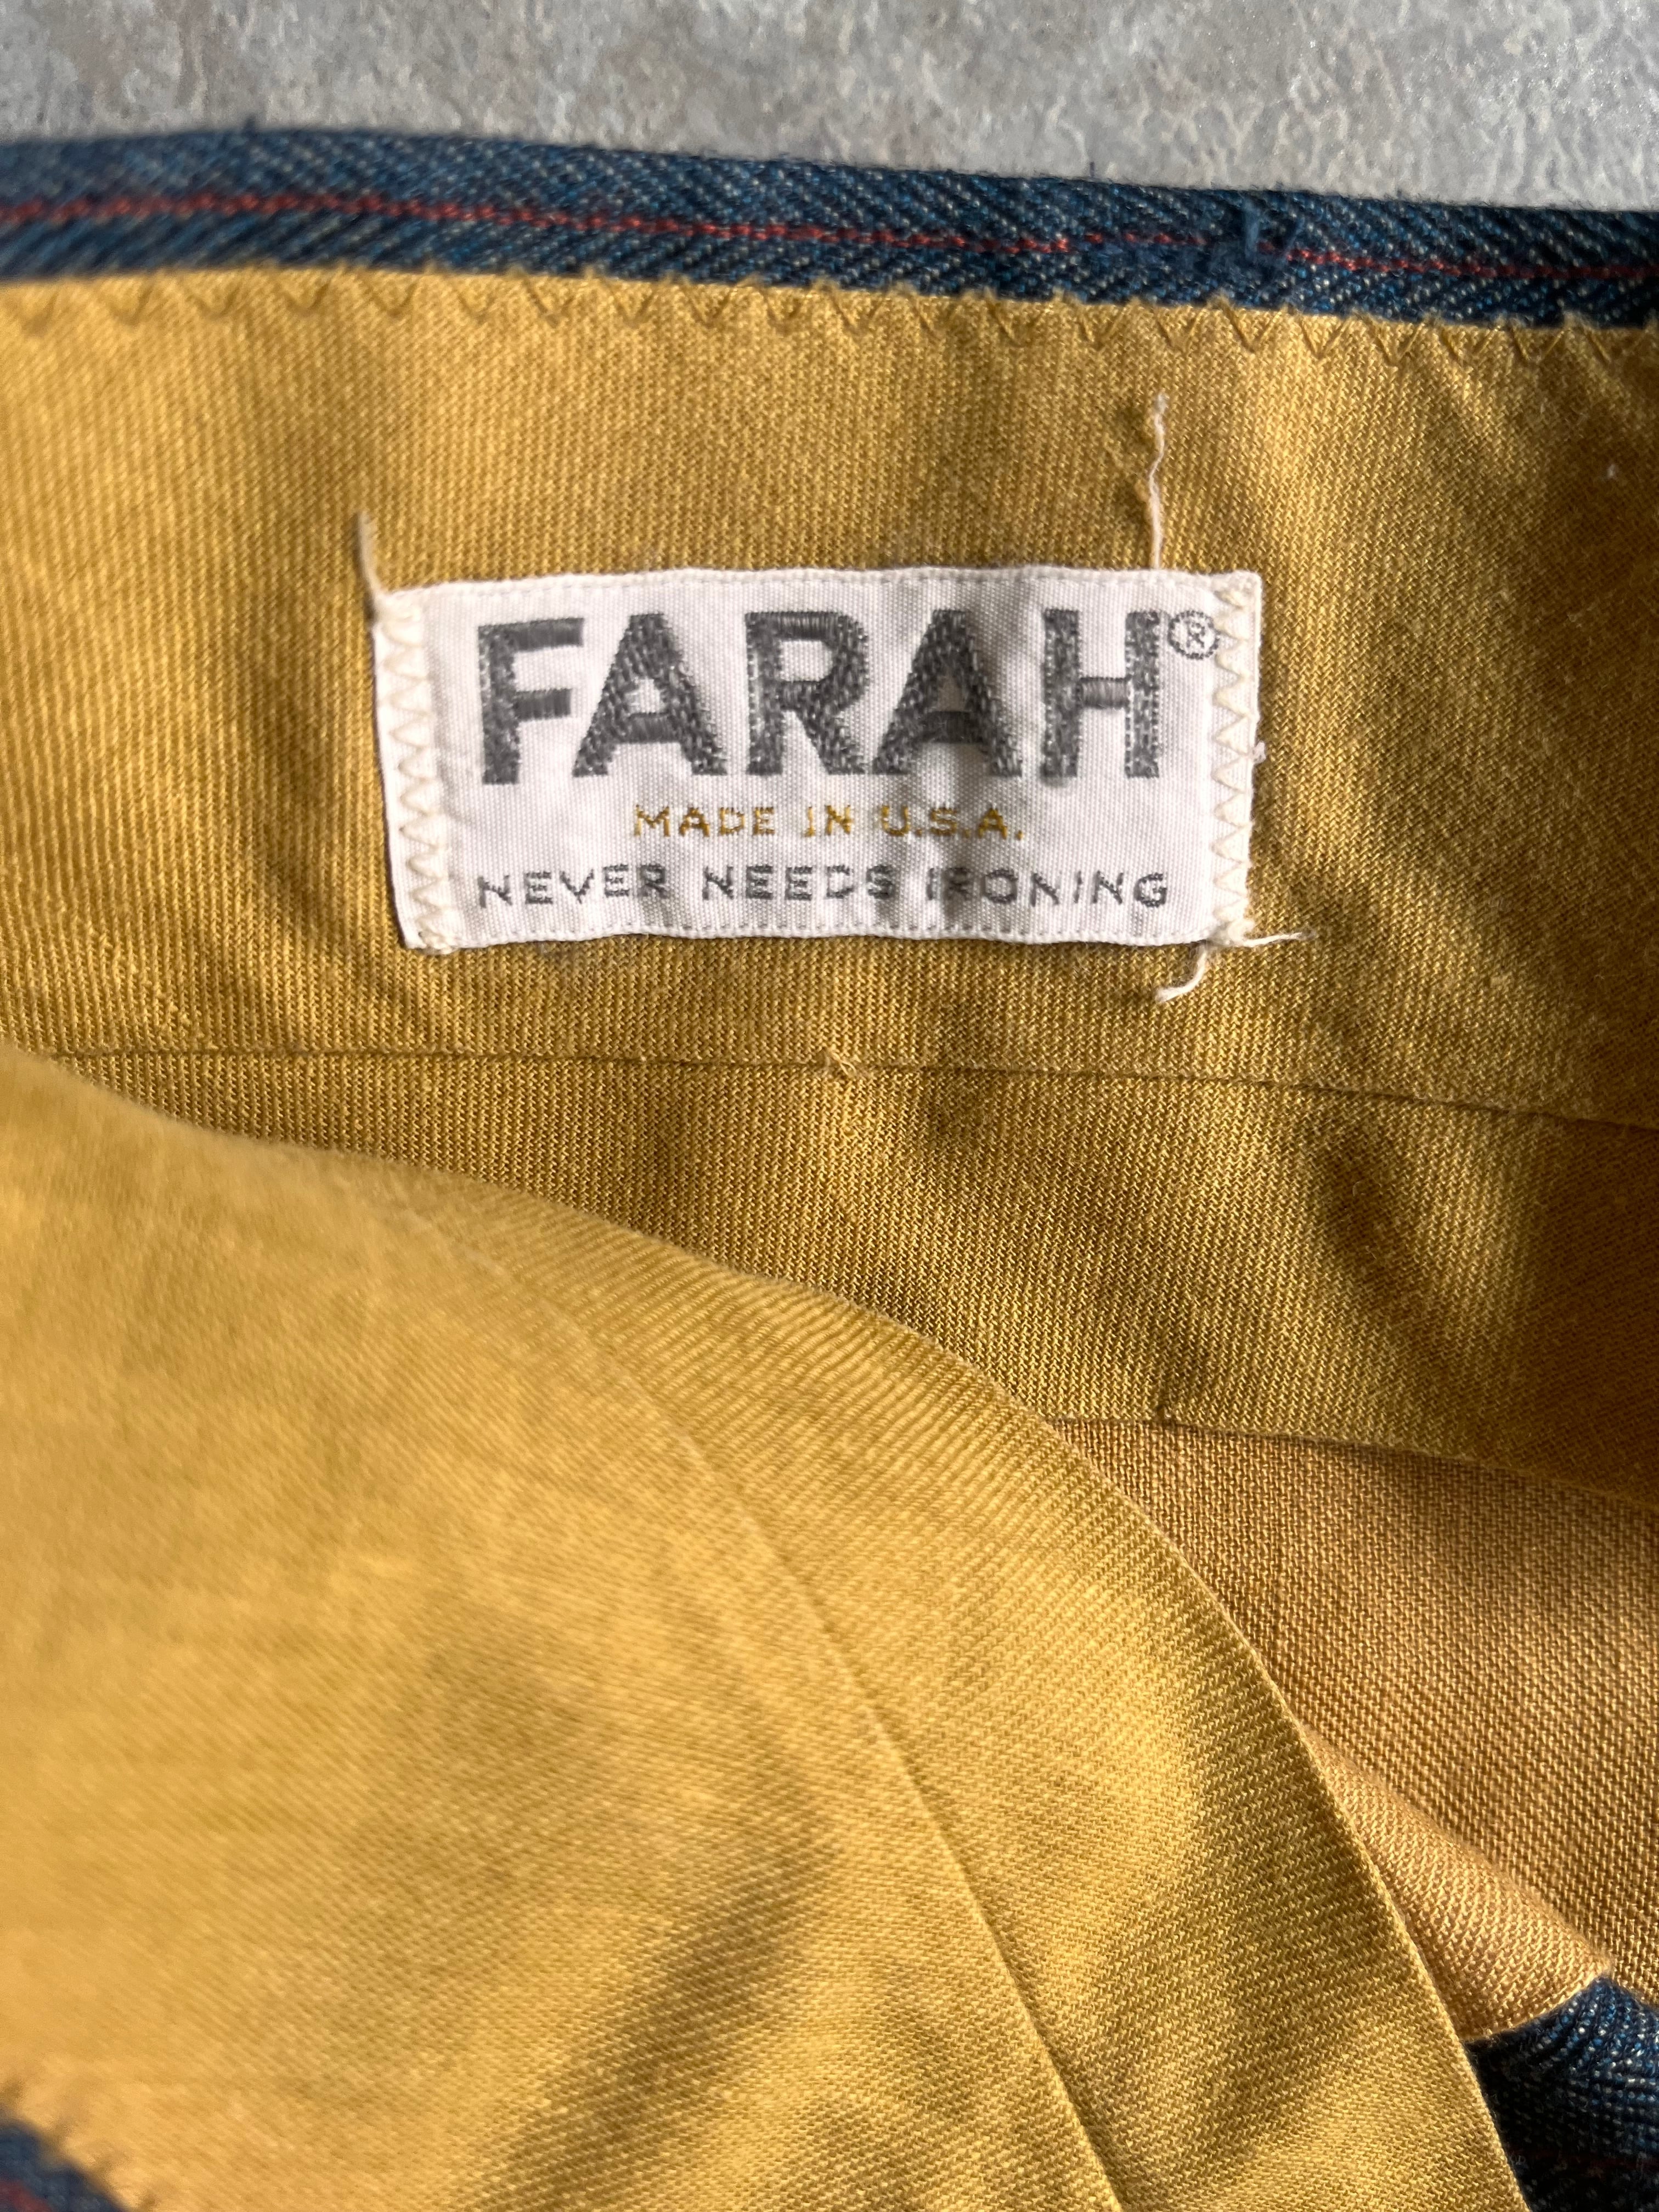 FARAH®
MADE IN U.S.A.
NEVER NEEDS IRONING